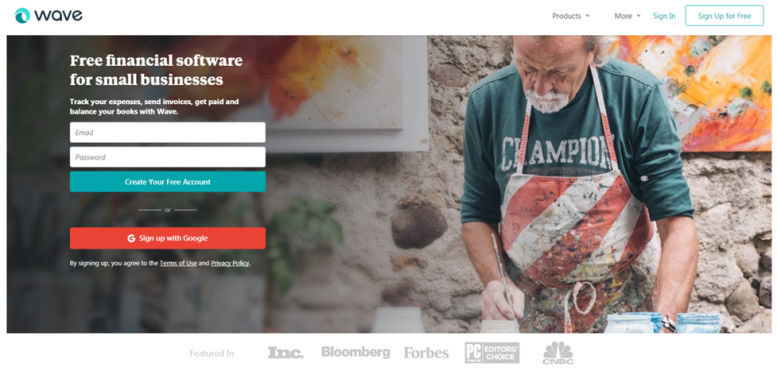 wave
Products
More
Sign In
Sign Up for Free
Free financial software
for small businesses
Track your expenses, send invoices, get paid and
balance your books with Wave.
Email
Password
Create Your Free Account
or
G Sign up with Google
By signing up, you agree to the Terms of Use and Privacy Policy.
CHAMPION
Featured In
Inc.
Bloomberg
Forbes
PC
EDITORS'
CHOICE
CNBC